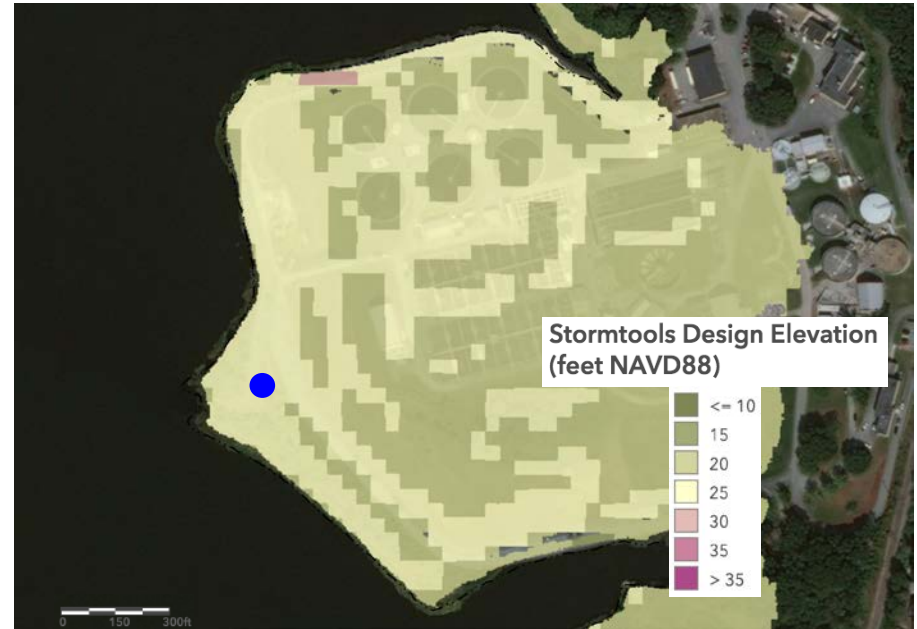 Stormtools Design Elevation
(feet NAVD88)
<= 10
15
20
25
30
35
> 35
0 150 300ft